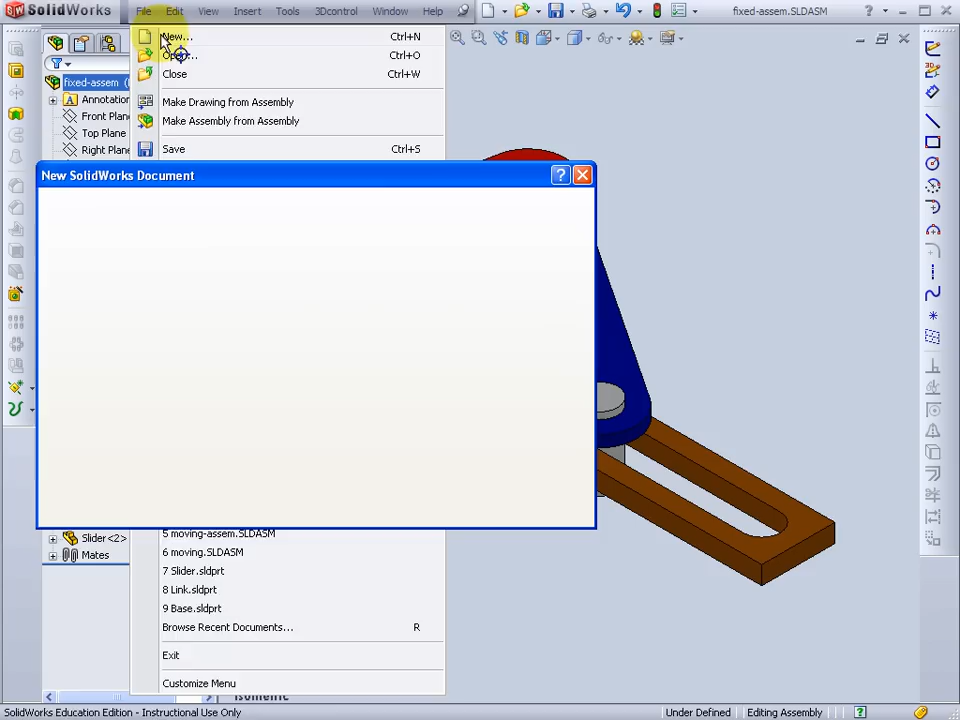 SolidWorks
File Edit View Insert Tools 3Dcontrol Window Help
fixed-assem.SLDASM
New... Ctrl+N
Ctrl+O
Close Ctrl+W
Make Drawing from Assembly
Make Assembly from Assembly
Save Ctrl+S
fixed-assem (
Annotation
Front Plane
Top Plane
Right Plane
New SolidWorks Document
5 moving-assem.SLDASM
6 moving.SLDASM
7 Slider.sldprt
8 Link.sldprt
9 Base.sldprt
Browse Recent Documents... R
Exit
Customize Menu
Slider<2>
Mates
SolidWorks Education Edition - Instructional Use Only
Under Defined
Editing Assembly